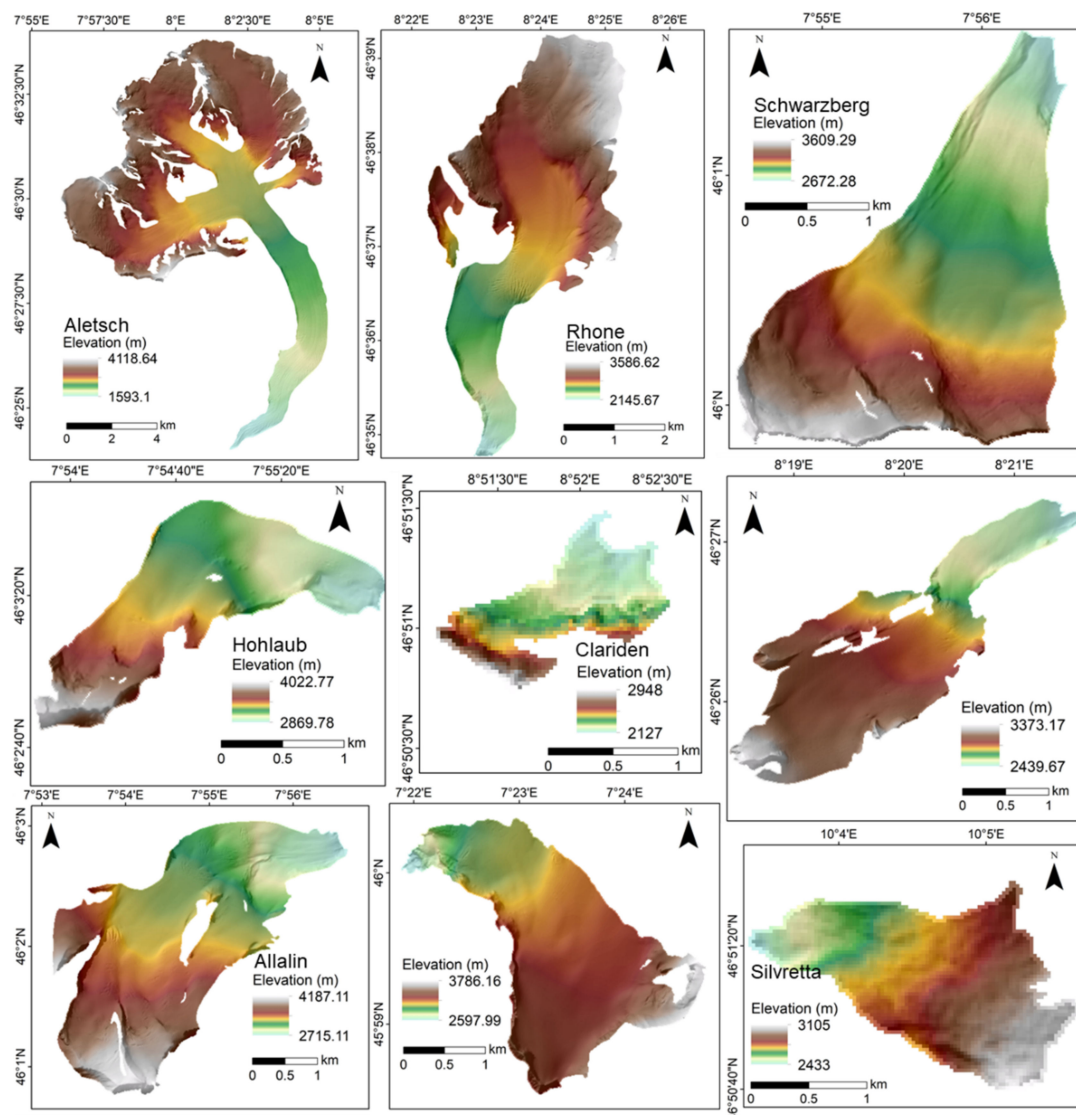 7°55'E 7°57'30"E 8°E 8°2'30"E 8°5'E
46°32'30"N
46°30'N
46°27'30"N
46°25'N
N
Aletsch
Elevation (m)
4118.64
1593.1
0 2 4 km
8°22'E 8°23'E 8°24'E 8°25'E 8°26'E
46°39'N
46°38'N
46°37'N
46°36'N
46°35'N
N
Rhone
Elevation (m)
3586.62
2145.67
0 1 2 km
7°55'E 7°56'E
46°1'N
46°N
N
Schwarzberg
Elevation (m)
3609.29
2672.28
0 0.5 1 km
7°54'E 7°54'40"E 7°55'20"E
46°3'20"N
46°2'40"N
N
Hohlaub
Elevation (m)
4022.77
2869.78
0 0.5 1 km
8°51'30"E 8°52'E 8°52'30"E
46°51'30"N
46°51'N
46°50'30"N
N
Clariden
Elevation (m)
2948
2127
0 0.5 1 km
8°19'E 8°20'E 8°21'E
46°27'N
46°26'N
N
Elevation (m)
3373.17
2439.67
0 0.5 1 km
7°53'E 7°54'E 7°55'E 7°56'E
46°3'N
46°2'N
46°1'N
N
Allalin
Elevation (m)
4187.11
2715.11
0 0.5 1 km
7°22'E 7°23'E 7°24'E
46°N
45°59'N
N
Elevation (m)
3786.16
2597.99
0 0.5 1 km
10°4'E 10°5'E
46°51'20"N
6°50'40"N
N
Silvretta
Elevation (m)
3105
2433
0 0.5 1 km